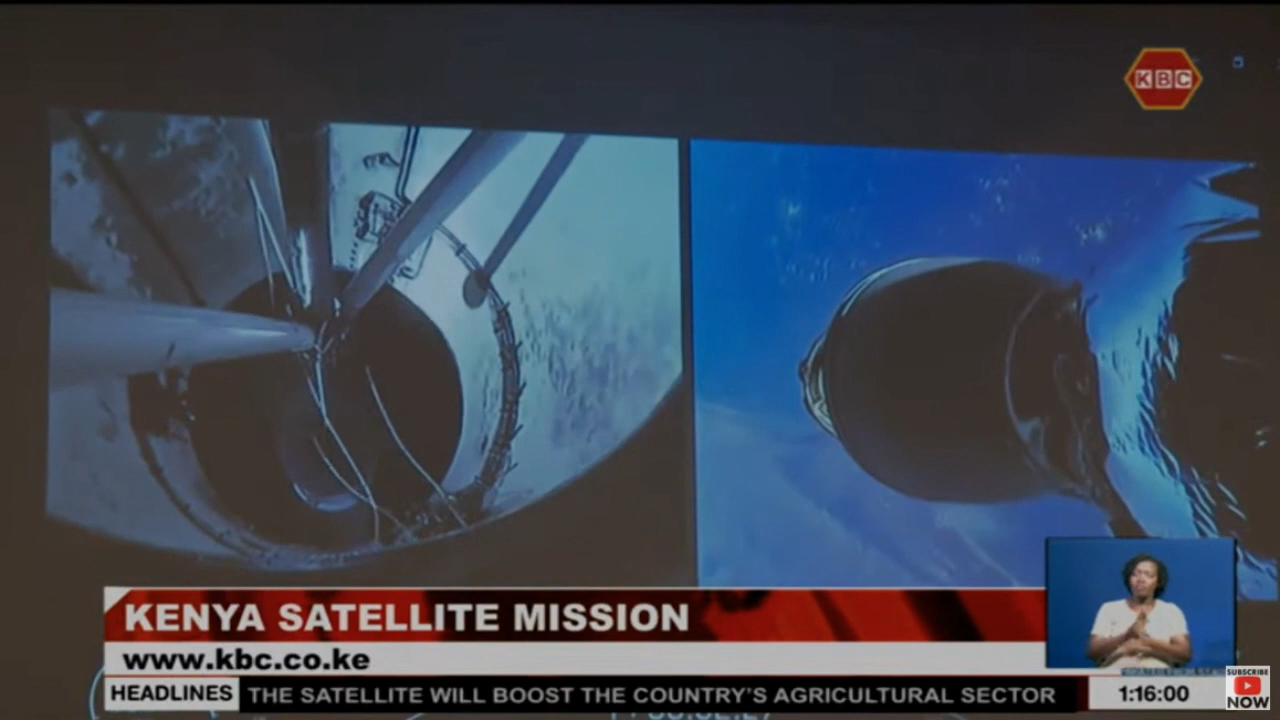 KBC
KENYA SATELLITE MISSION
www.kbc.co.ke
HEADLINES THE SATELLITE WILL BOOST THE COUNTRY'S AGRICULTURAL SECTOR 1:16:00
SUBSCRIBE
NOW